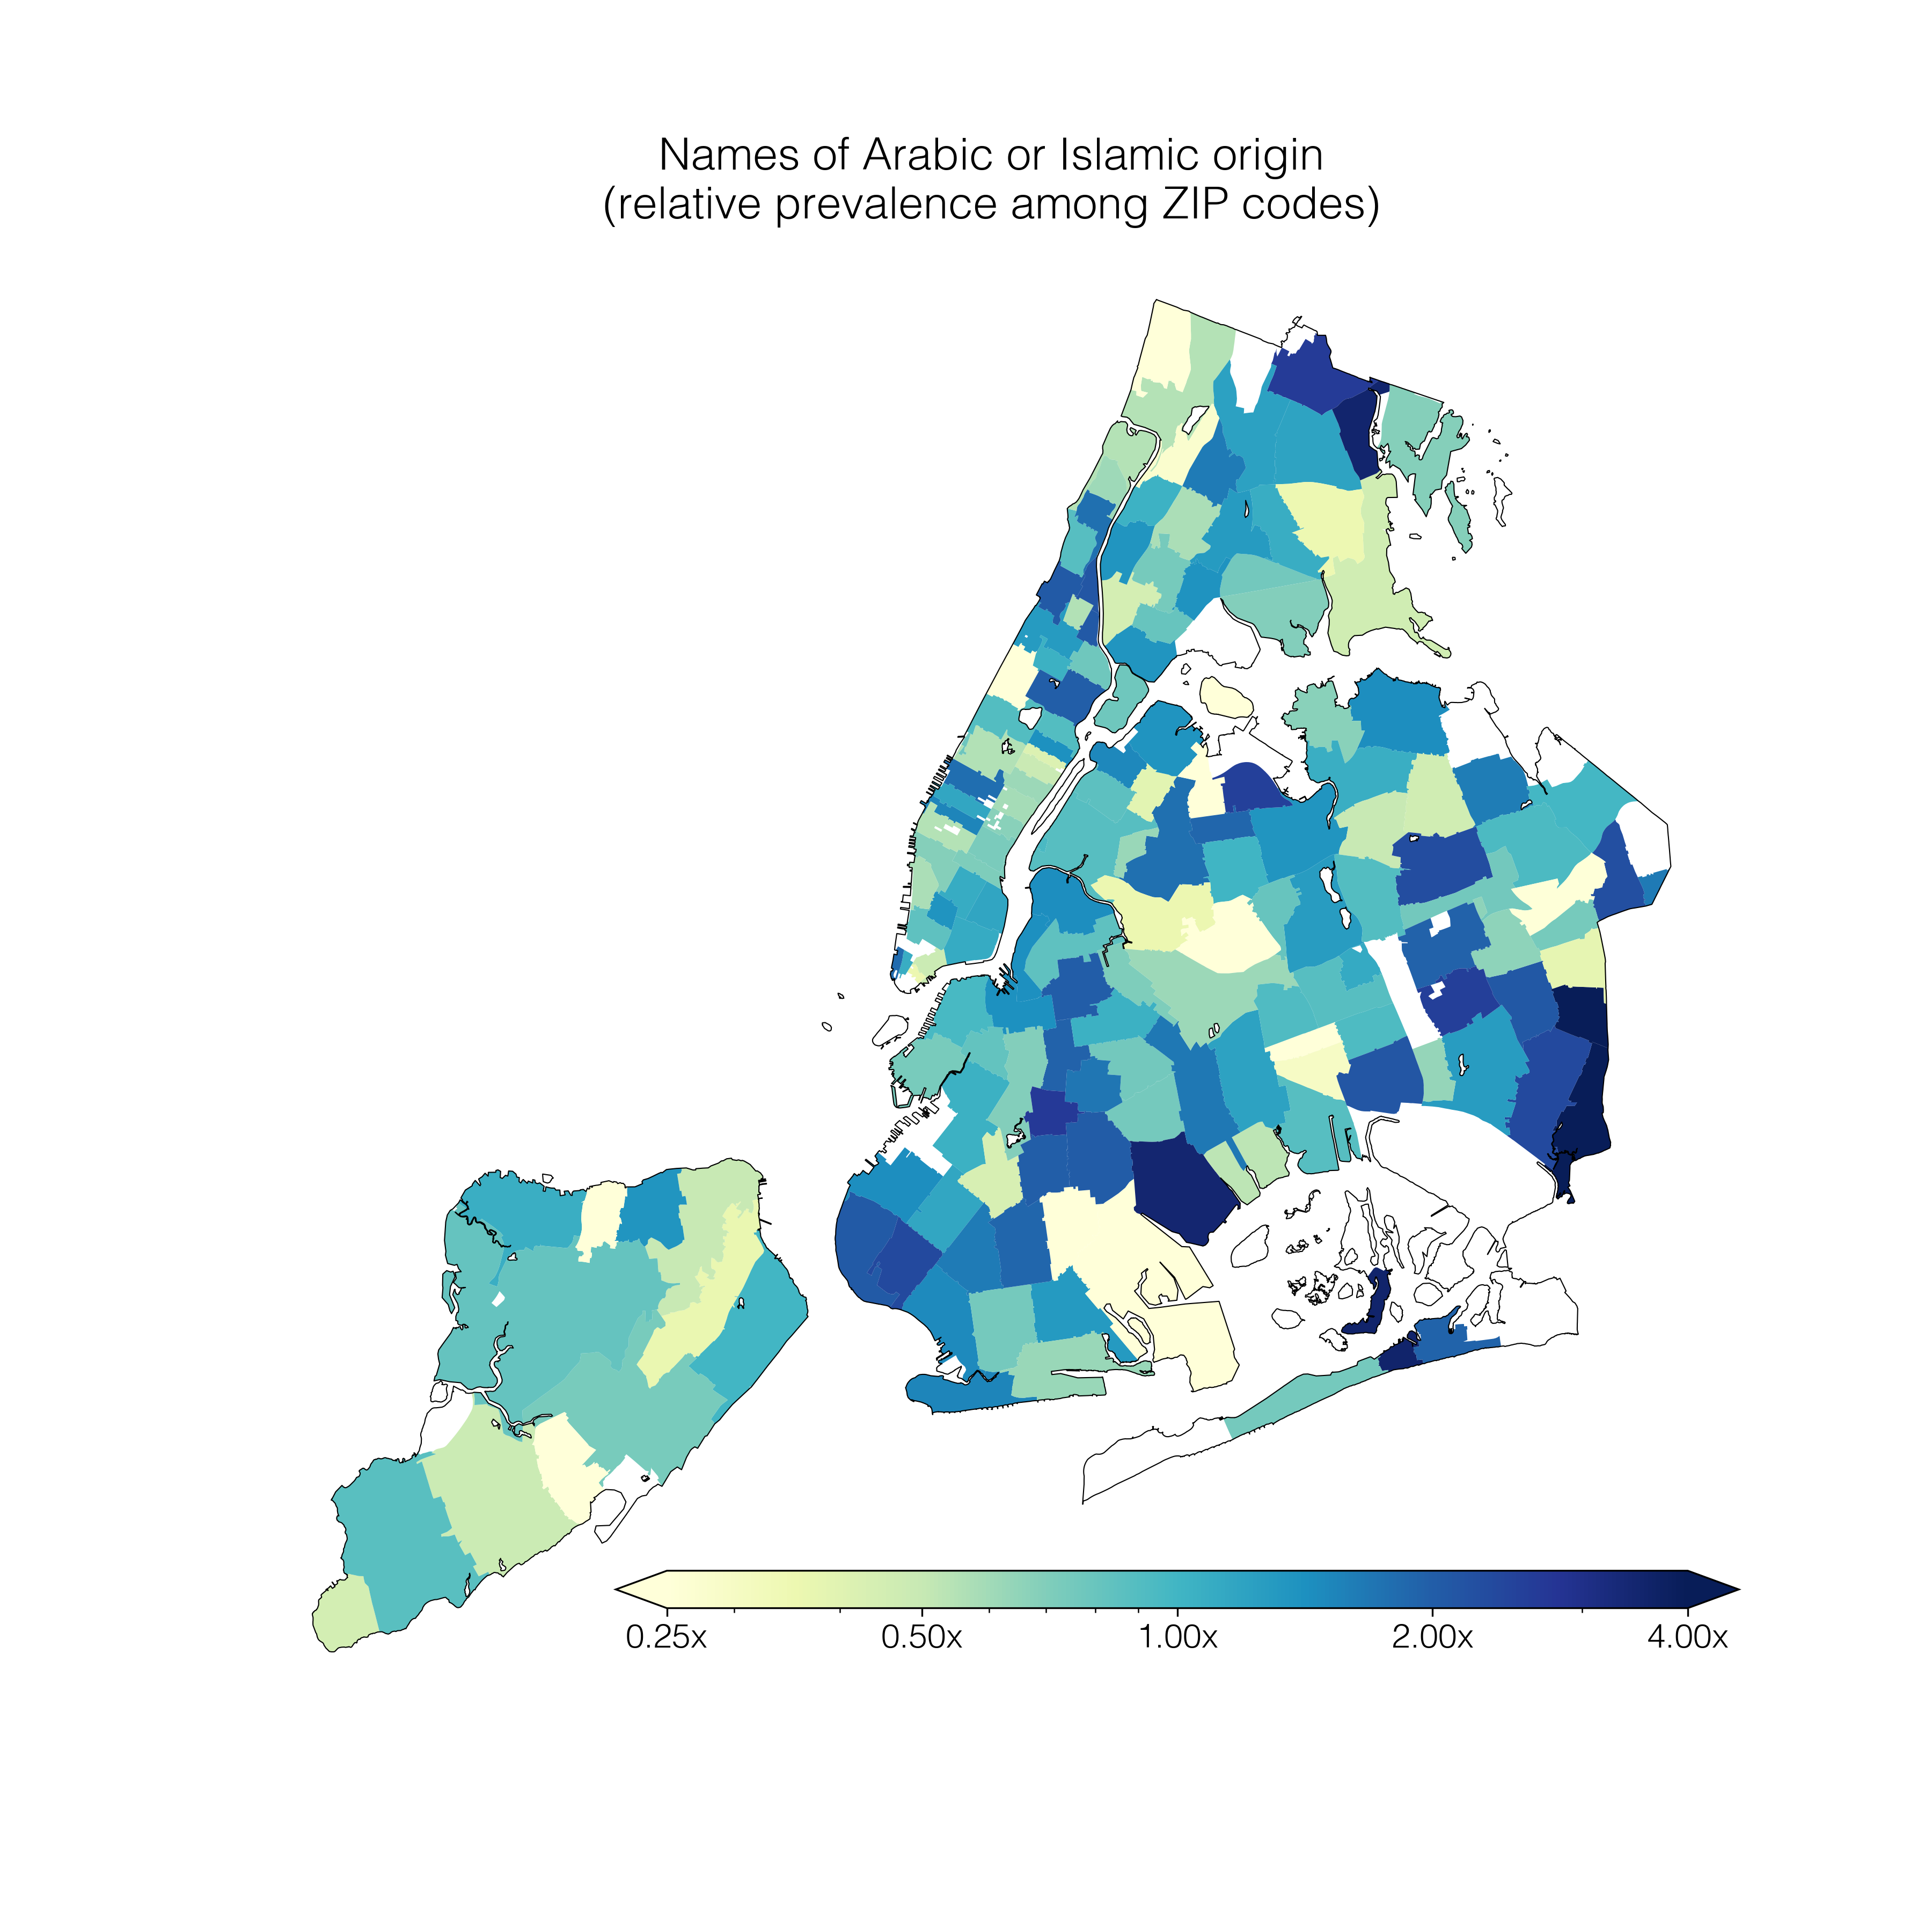 Names of Arabic or Islamic origin
(relative prevalence among ZIP codes)
0.25x 0.50x 1.00x 2.00x 4.00x